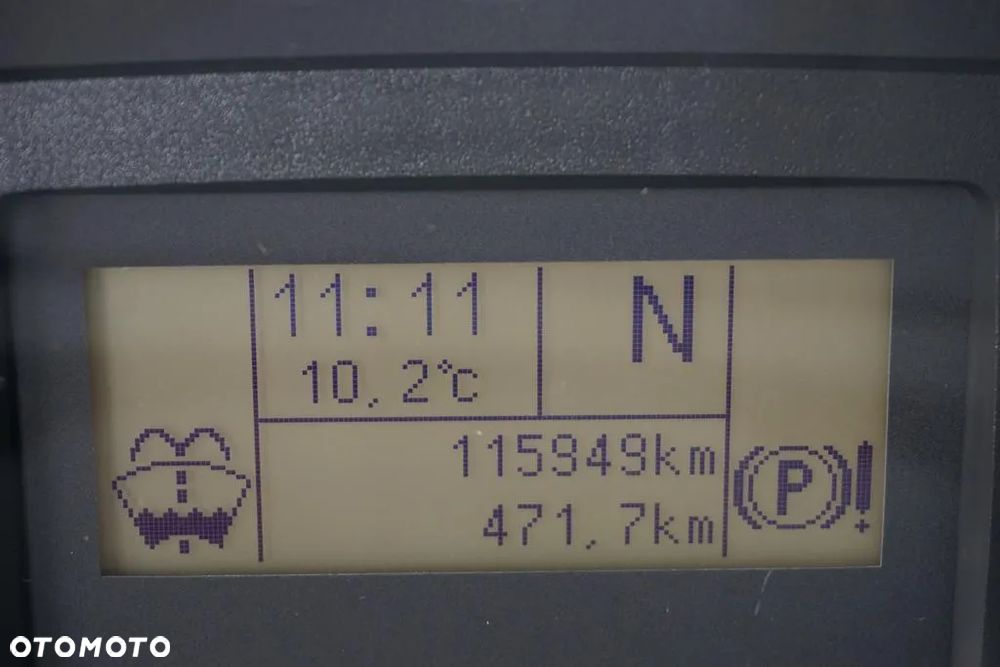 11:11
N
10,2°C
115949km
471,7km
P
OTOMOTO